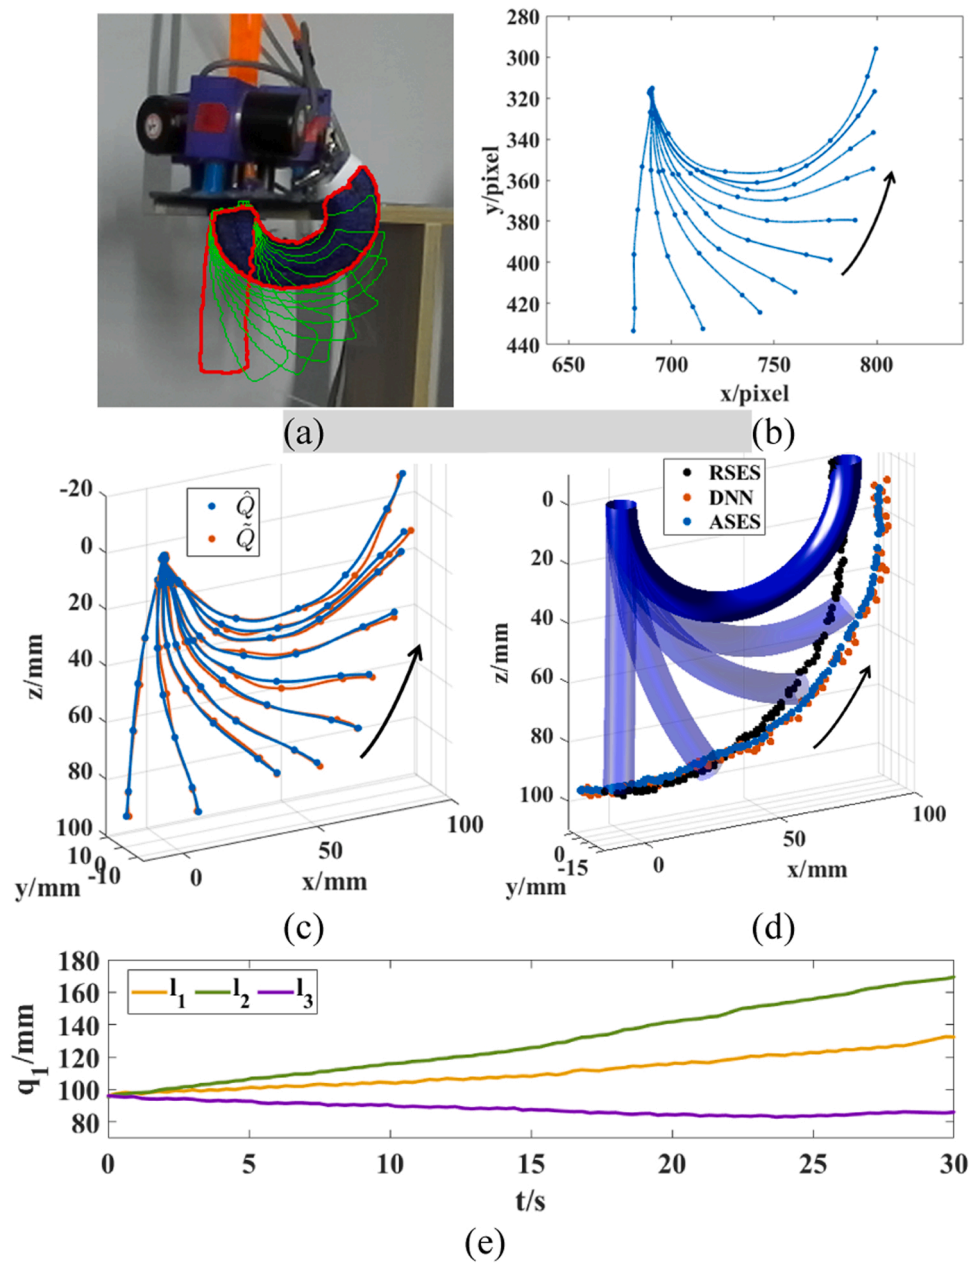 280
300
320
340
360
380
400
420
440
y/pixel
650
700
750
800
x/pixel
(a)
(b)
-20
0
20
40
60
80
100
z/mm
Q̂
Q̃
10
0
-10
y/mm
0
50
100
x/mm
(c)
RSES
DNN
ASES
0
20
40
60
80
100
z/mm
0
-15
y/mm
0
50
100
x/mm
(d)
180
160
140
120
100
80
q₁/mm
l₁ l₂ l₃
0 5 10 15 20 25 30
t/s
(e)